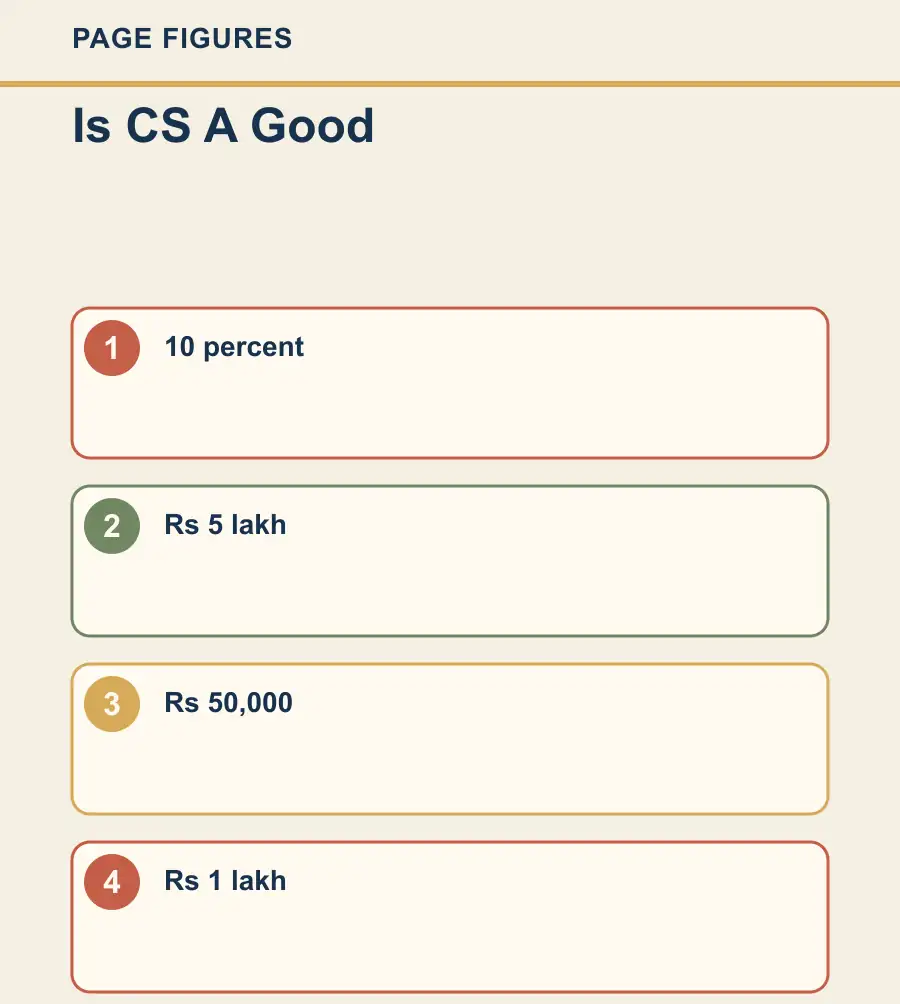 PAGE FIGURES
Is CS A Good
1 10 percent
2 Rs 5 lakh
3 Rs 50,000
4 Rs 1 lakh